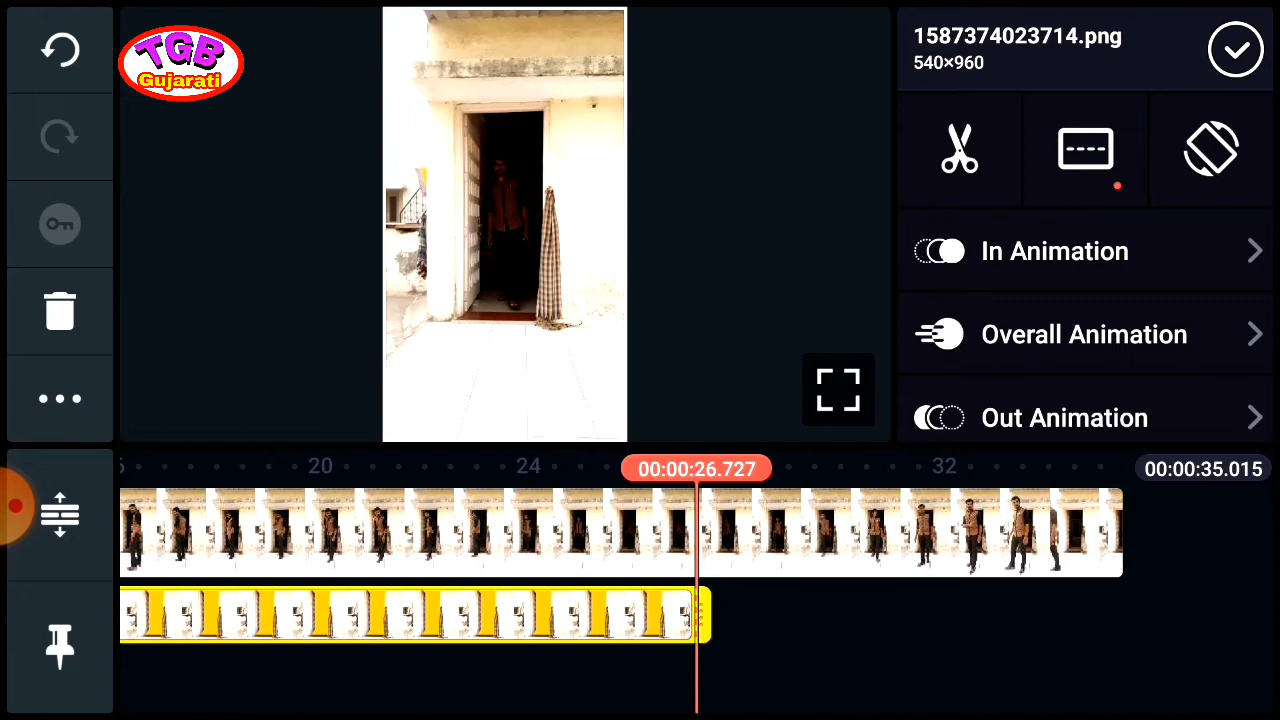 TGB
Gujarati
1587374023714.png
540×960
In Animation
Overall Animation
Out Animation
20
24
00:00:26.727
32
00:00:35.015